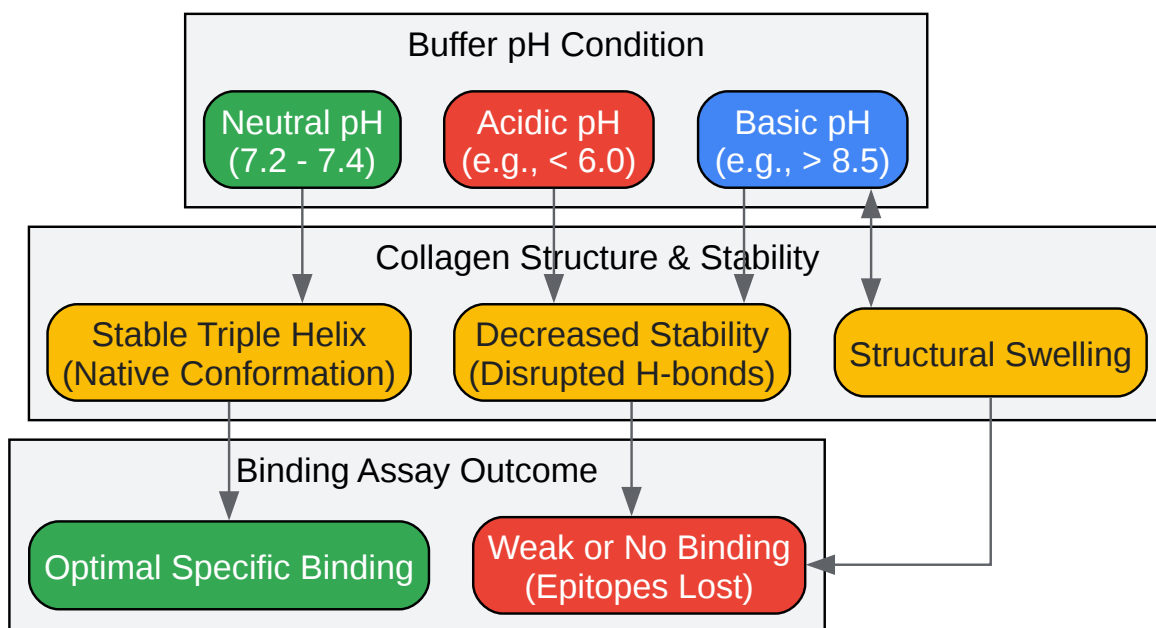 Buffer pH Condition
Neutral pH
(7.2 - 7.4)
Acidic pH
(e.g., < 6.0)
Basic pH
(e.g., > 8.5)
Collagen Structure & Stability
Stable Triple Helix
(Native Conformation)
Decreased Stability
(Disrupted H-bonds)
Structural Swelling
Binding Assay Outcome
Optimal Specific Binding
Weak or No Binding
(Epitopes Lost)